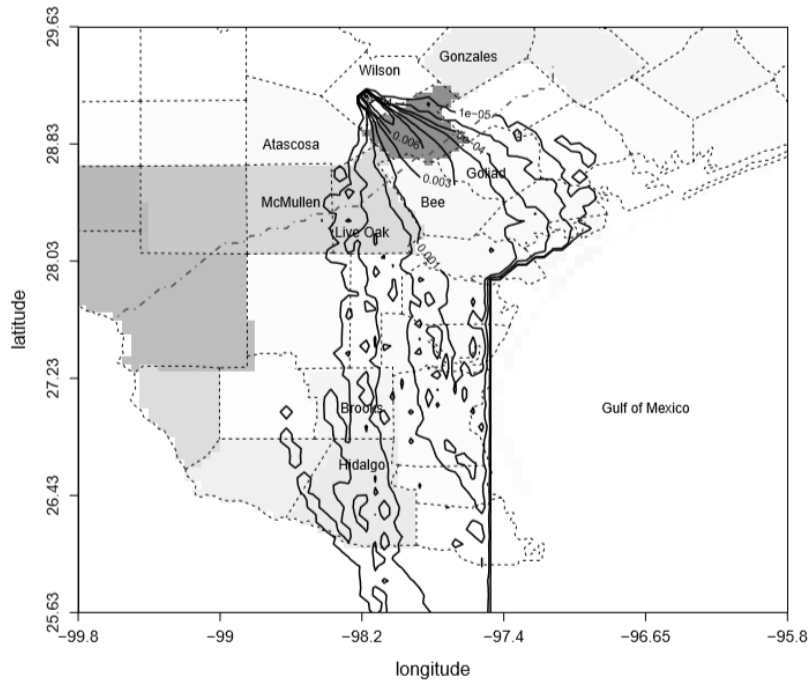 29.63
28.83
28.03
27.23
26.43
25.63
latitude
Wilson
Gonzales
1e-05
Atascosa
0.006
0.003
Goliad
McMullen
Bee
Live Oak
0.001
Brooks
Gulf of Mexico
Hidalgo
−99.8
−99
−98.2
−97.4
−96.65
−95.8
longitude